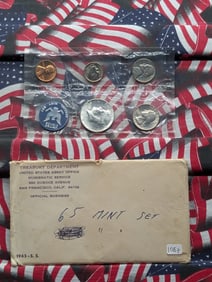 TREASURY DEPARTMENT
UNITED STATES ASSAY OFFICE
NUMISMATIC SERVICE
350 DUBOCE AVENUE
SAN FRANCISCO, CALIF. 94102
OFFICIAL BUSINESS
65 MINT SET
" "
1965-S.S.